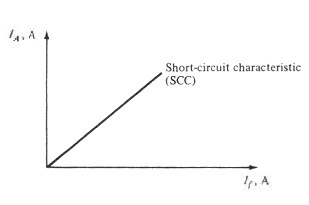 I_A, A
Short-circuit characteristic
(SCC)
I_f, A